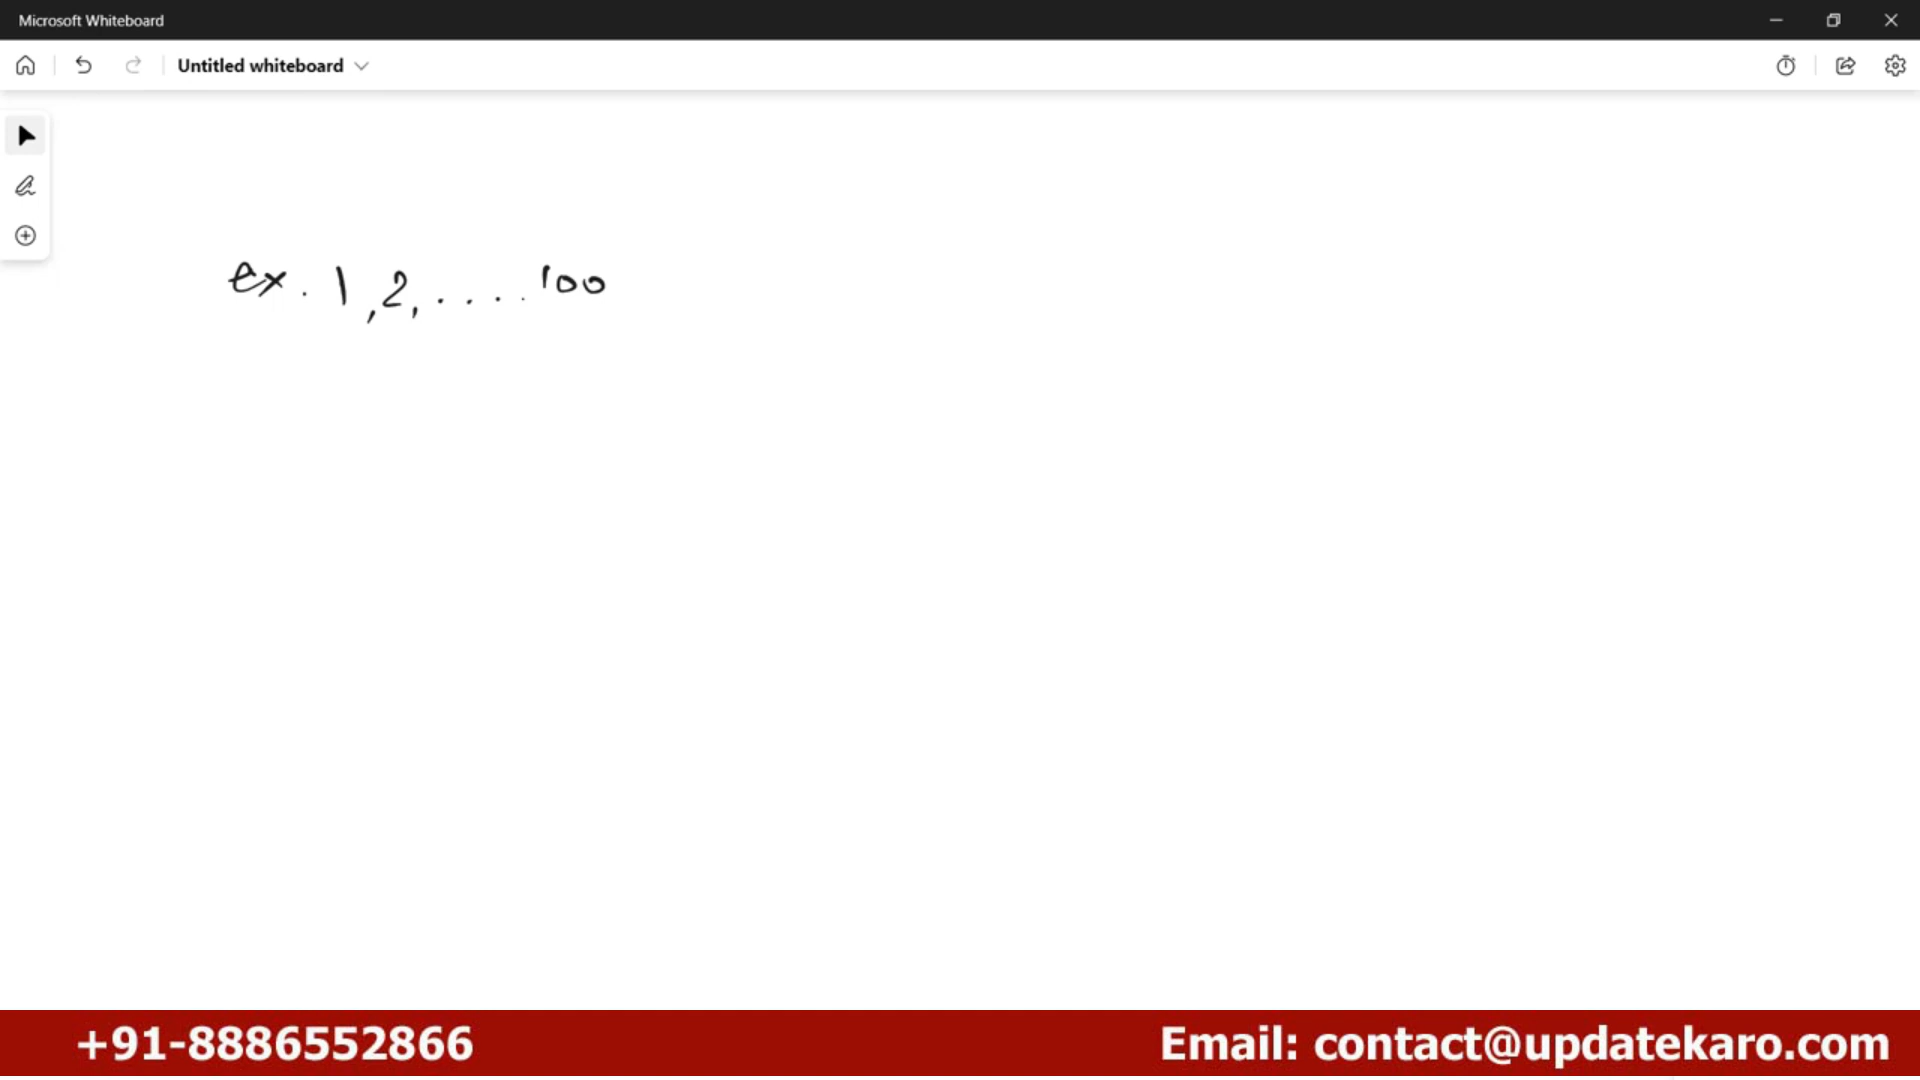 Microsoft Whiteboard
Untitled whiteboard
ex. 1, 2, .... 100
+91-8886552866
Email: contact@updatekaro.com